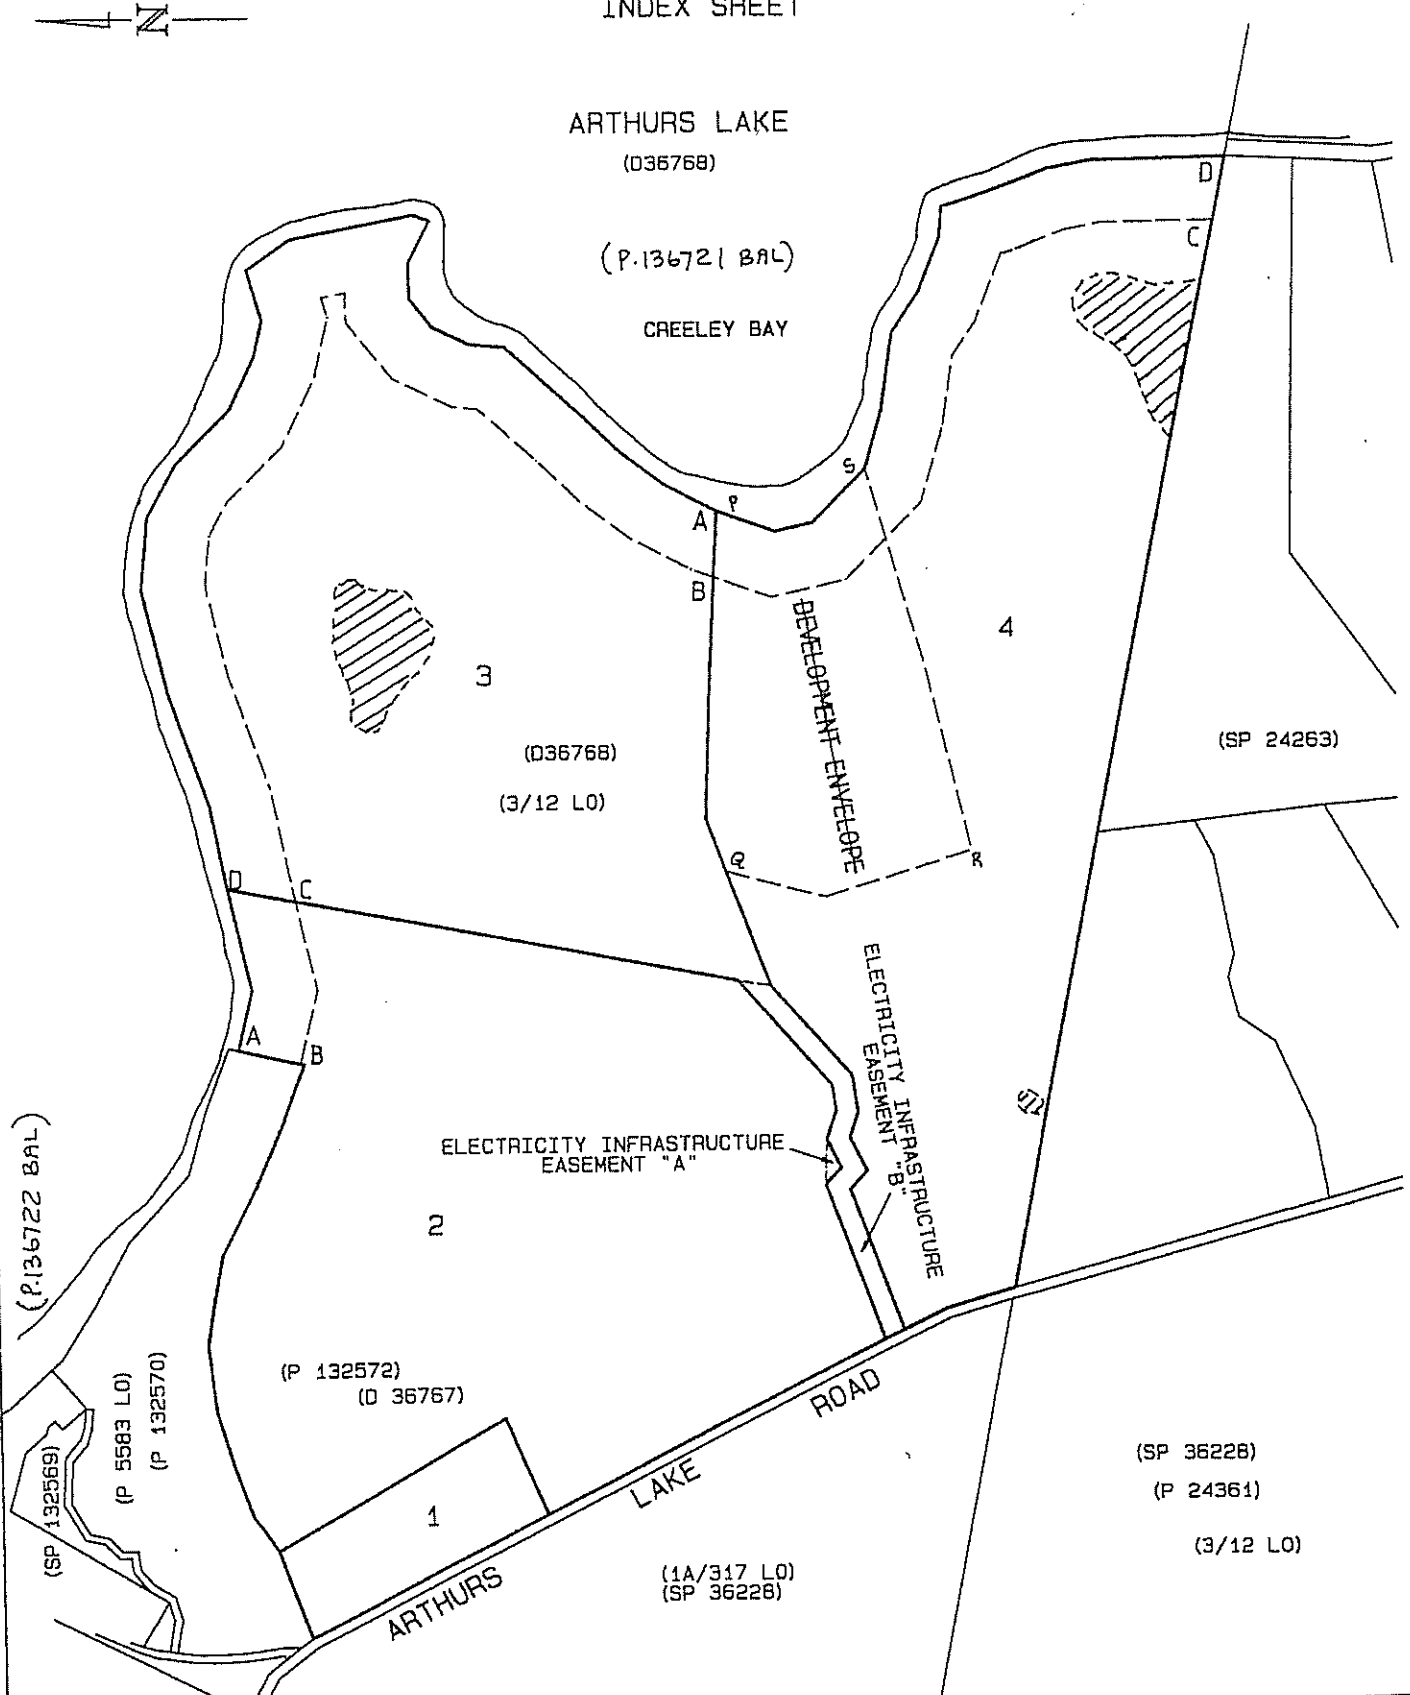 INDEX SHEET
N
ARTHURS LAKE
(D36768)
(P.136721 BAL)
CREELEY BAY
D
C
S
P
A
B
DEVELOPMENT ENVELOPE
4
3
(D36768)
(3/12 LO)
(SP 24263)
Q
R
D
C
A
B
ELECTRICITY INFRASTRUCTURE
EASEMENT "B"
ELECTRICITY INFRASTRUCTURE
EASEMENT "A"
(P.136722 BAL)
2
(P 132572)
(D 36767)
(P 5583 LO)
(P 132570)
(SP 132569)
1
ARTHURS LAKE ROAD
(1A/317 LO)
(SP 36228)
(SP 36228)
(P 24361)
(3/12 LO)